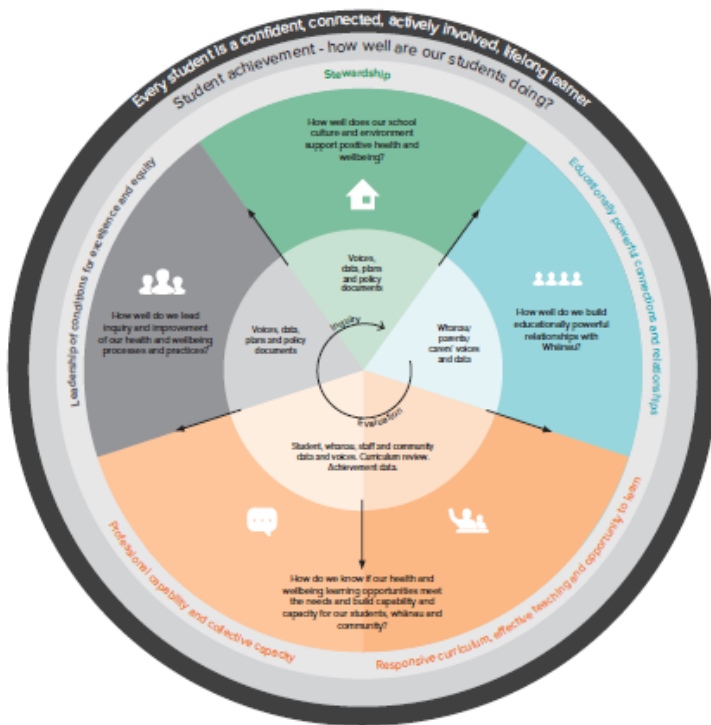 Every student is a confident, connected, actively involved, lifelong learner
Student achievement - how well are our students doing?
Stewardship
How well does our school
culture and environment
support positive health and
wellbeing?
Leadership of conditions for excellence and equity
Educationally powerful connections and relationships
Voices,
data, plans
and policy
documents
How well do we lead
inquiry and improvement
of our health and wellbeing
processes and practices?
Voices, data,
plans and policy
documents
Inquiry
Evaluation
Whanau/
parents/
carers' voices
and data
How well do we build
educationally powerful
relationships with
Whānau?
Student, whanau, staff and community
data and voices. Curriculum review.
Achievement data.
How do we know if our health and
wellbeing learning opportunities meet
the needs and build capability and
capacity for our students, whānau and
community?
Professional capability and collective capacity
Responsive curriculum, effective teaching and opportunity to learn